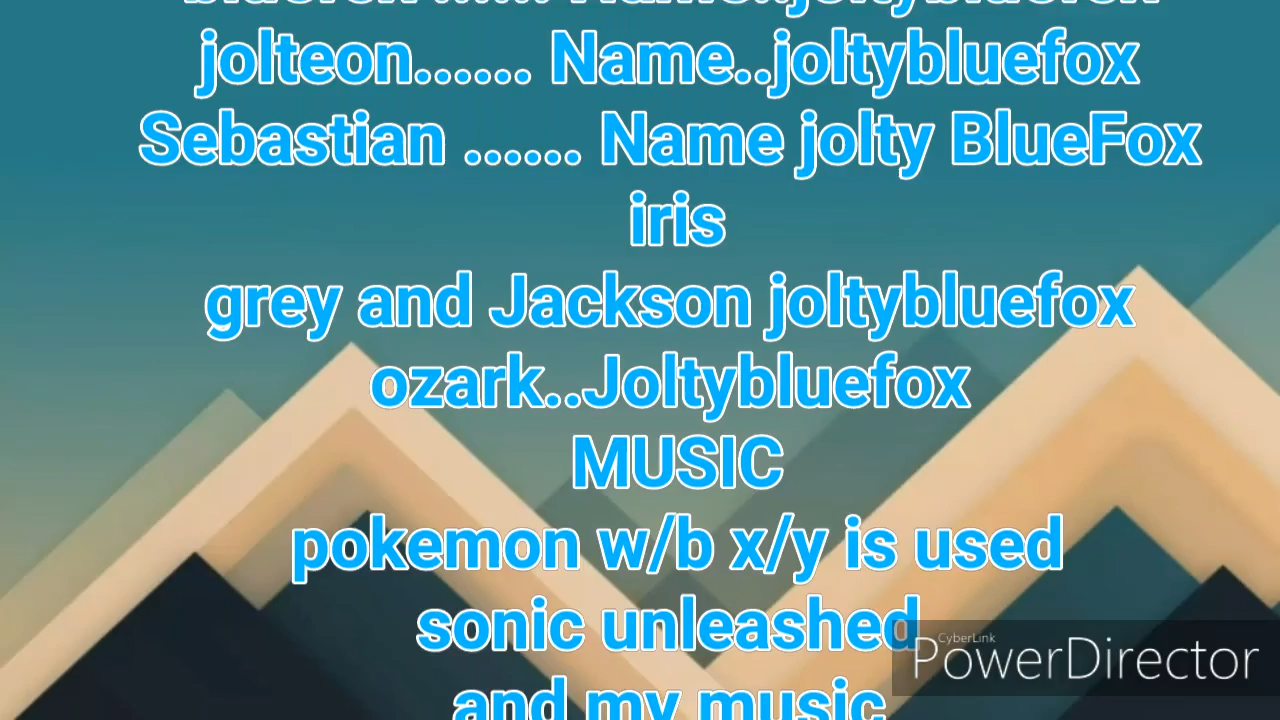 jolteon...... Name..joltybluefox
Sebastian ...... Name jolty BlueFox
iris
grey and Jackson joltybluefox
ozark..Joltybluefox
MUSIC
pokemon w/b x/y is used
sonic unleashed
CyberLink
PowerDirector
and my music